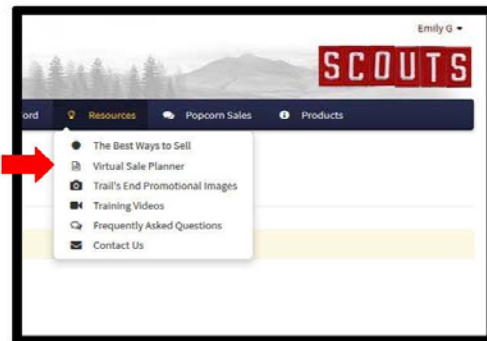 Emily G
SCOUTS
ord Resources Popcorn Sales Products
The Best Ways to Sell
Virtual Sale Planner
Trail's End Promotional Images
Training Videos
Frequently Asked Questions
Contact Us